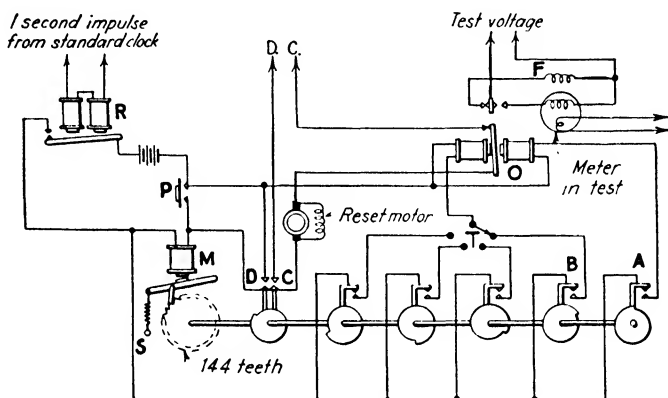 1 second impulse
from standard clock
D. C.
Test voltage
F
R
P
O
Meter
in test
Reset motor
M
D C
B A
S
T
144 teeth